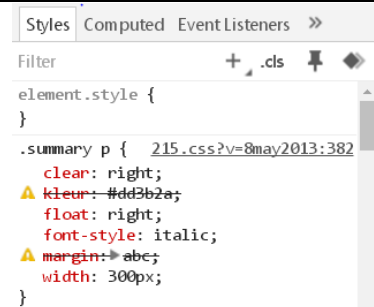 Styles Computed Event Listeners »
Filter + .cls
element.style {
}
.summary p { 215.css?v=8may2013:382
clear: right;
kleur: #dd3b2a;
float: right;
font-style: italic;
margin: abc;
width: 300px;
}